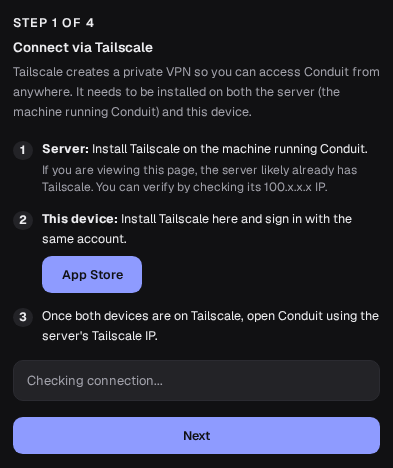 STEP 1 OF 4
Connect via Tailscale
Tailscale creates a private VPN so you can access Conduit from
anywhere. It needs to be installed on both the server (the
machine running Conduit) and this device.
1 Server: Install Tailscale on the machine running Conduit.
If you are viewing this page, the server likely already has
Tailscale. You can verify by checking its 100.x.x.x IP.
2 This device: Install Tailscale here and sign in with the
same account.
App Store
3 Once both devices are on Tailscale, open Conduit using the
server's Tailscale IP.
Checking connection...
Next